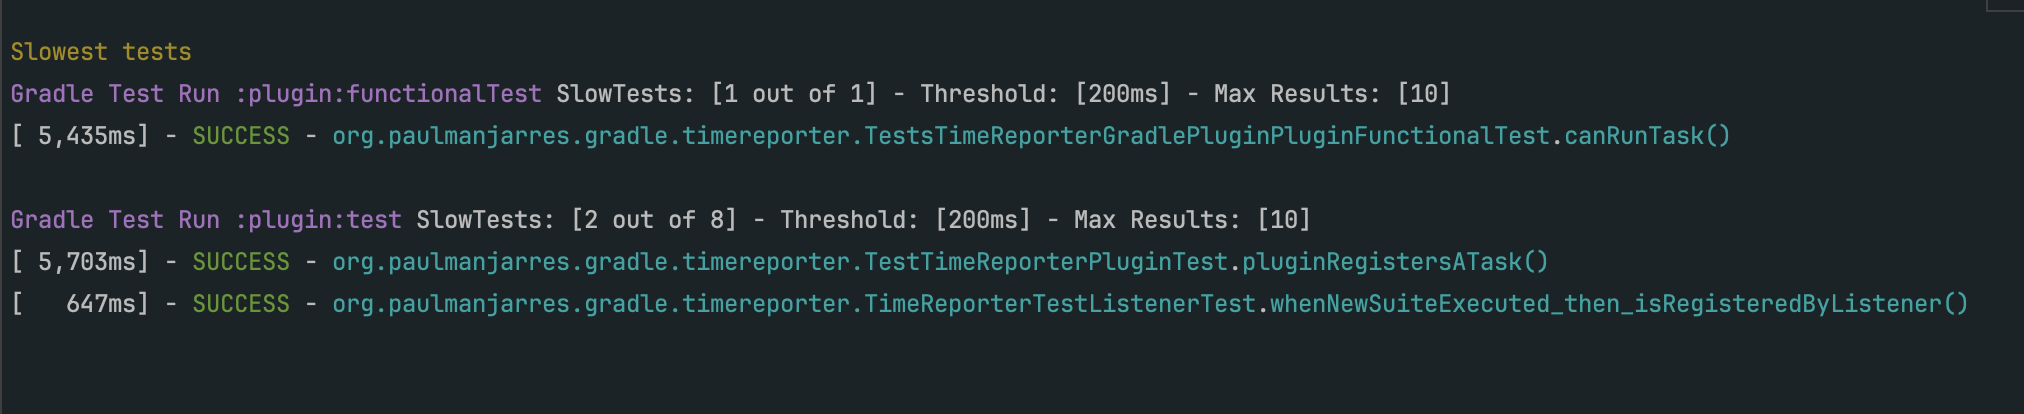 Slowest tests
Gradle Test Run :plugin:functionalTest SlowTests: [1 out of 1] - Threshold: [200ms] - Max Results: [10]
[ 5,435ms] - SUCCESS - org.paulmanjarres.gradle.timereporter.TestsTimeReporterGradlePluginPluginFunctionalTest.canRunTask()
Gradle Test Run :plugin:test SlowTests: [2 out of 8] - Threshold: [200ms] - Max Results: [10]
[ 5,703ms] - SUCCESS - org.paulmanjarres.gradle.timereporter.TestTimeReporterPluginTest.pluginRegistersATask()
[   647ms] - SUCCESS - org.paulmanjarres.gradle.timereporter.TimeReporterTestListenerTest.whenNewSuiteExecuted_then_isRegisteredByListener()